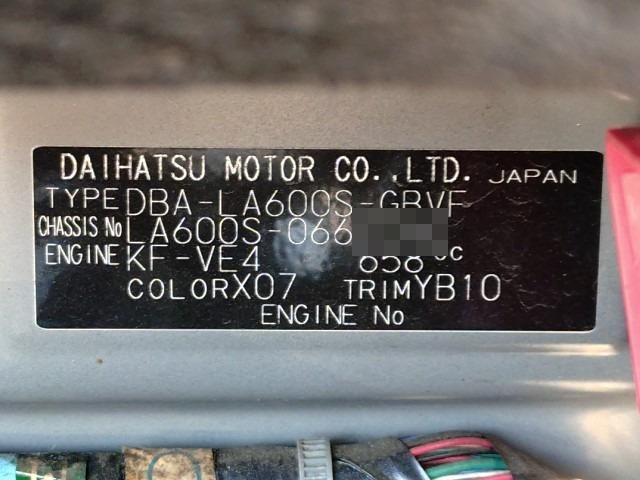 DAIHATSU MOTOR CO.,LTD. JAPAN
TYPE DBA-LA600S-GBVF
CHASSIS No LA600S-066
ENGINE KF-VE4 658 cc
COLOR X07 TRIM YB10
ENGINE No